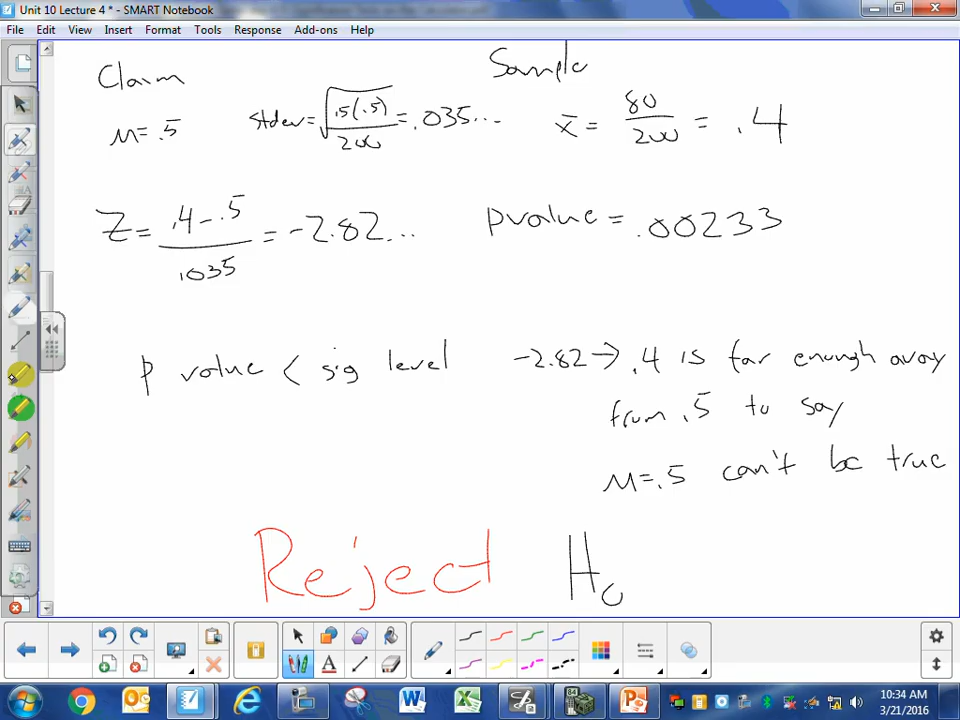 Unit 10 Lecture 4 * - SMART Notebook
File Edit View Insert Format Tools Response Add-ons Help
Claim Sample
M= .5 stdev= √.5(.5)/200 = .035... x̄ = 80/200 = .4
Z= .4-.5/.035 = -2.82... pvalue = .00233
p value < sig level -2.82→ .4 is far enough away
from .5 to say
M=.5 can't be true
Reject H₀
10:34 AM
3/21/2016